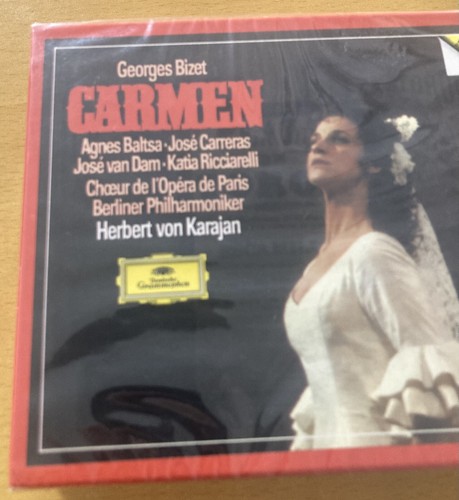 Georges Bizet
CARMEN
Agnes Baltsa · José Carreras
José van Dam · Katia Ricciarelli
Chœur de l'Opéra de Paris
Berliner Philharmoniker
Herbert von Karajan
Deutsche
Grammophon